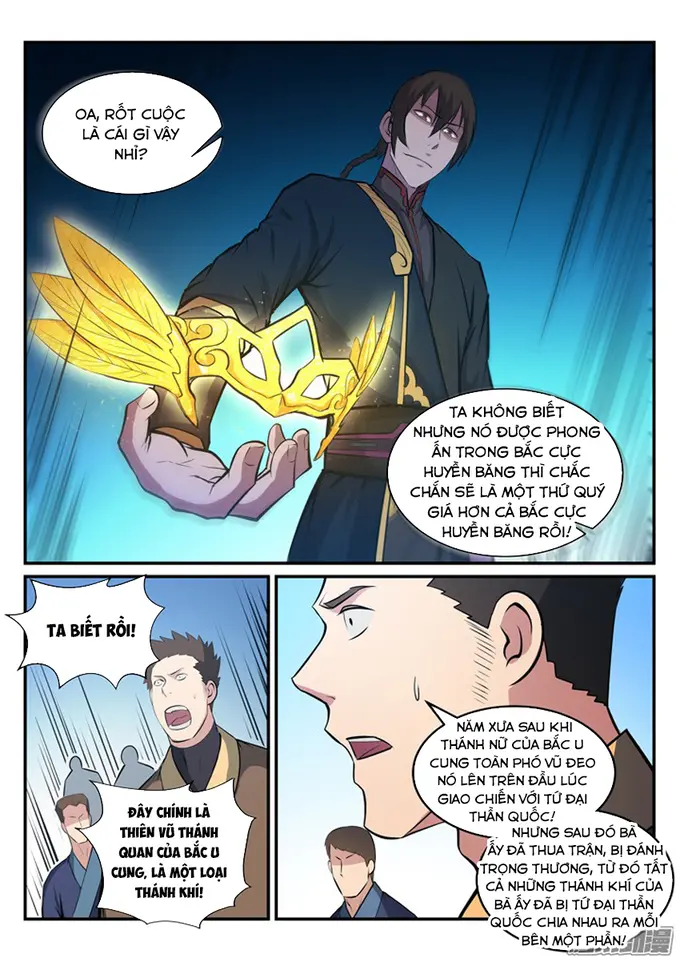 OA, RỐT CUỘC
LÀ CÁI GÌ VẬY
NHỈ?
TA KHÔNG BIẾT
NHƯNG NÓ ĐƯỢC PHONG
ẤN TRONG BẮC CỰC
HUYỀN BĂNG THÌ CHẮC
CHẮN SẼ LÀ MỘT THỨ QUÝ
GIÁ HƠN CẢ BẮC CỰC
HUYỀN BĂNG RỒI!
TA BIẾT RỒI!
ĐÂY CHÍNH LÀ
THIÊN VŨ THÁNH
QUAN CỦA BẮC U
CUNG, LÀ MỘT LOẠI
THÁNH KHÍ!
NĂM XƯA SAU KHI
THÁNH NỮ CỦA BẮC U
CUNG TOÀN PHÓ VŨ ĐEO
NÓ LÊN TRÊN ĐẦU LÚC
GIAO CHIẾN VỚI TỨ ĐẠI
THẦN QUỐC!
NHƯNG SAU ĐÓ BÀ
ẤY ĐÃ THUA TRẬN, BỊ ĐÁNH
TRỌNG THƯƠNG, TỪ ĐÓ TẤT
CẢ NHỮNG THÁNH KHÍ CỦA
BÀ ẤY ĐÃ BỊ TỨ ĐẠI THẦN
QUỐC CHIA NHAU RA MỖI
BÊN MỘT PHẦN!
漫